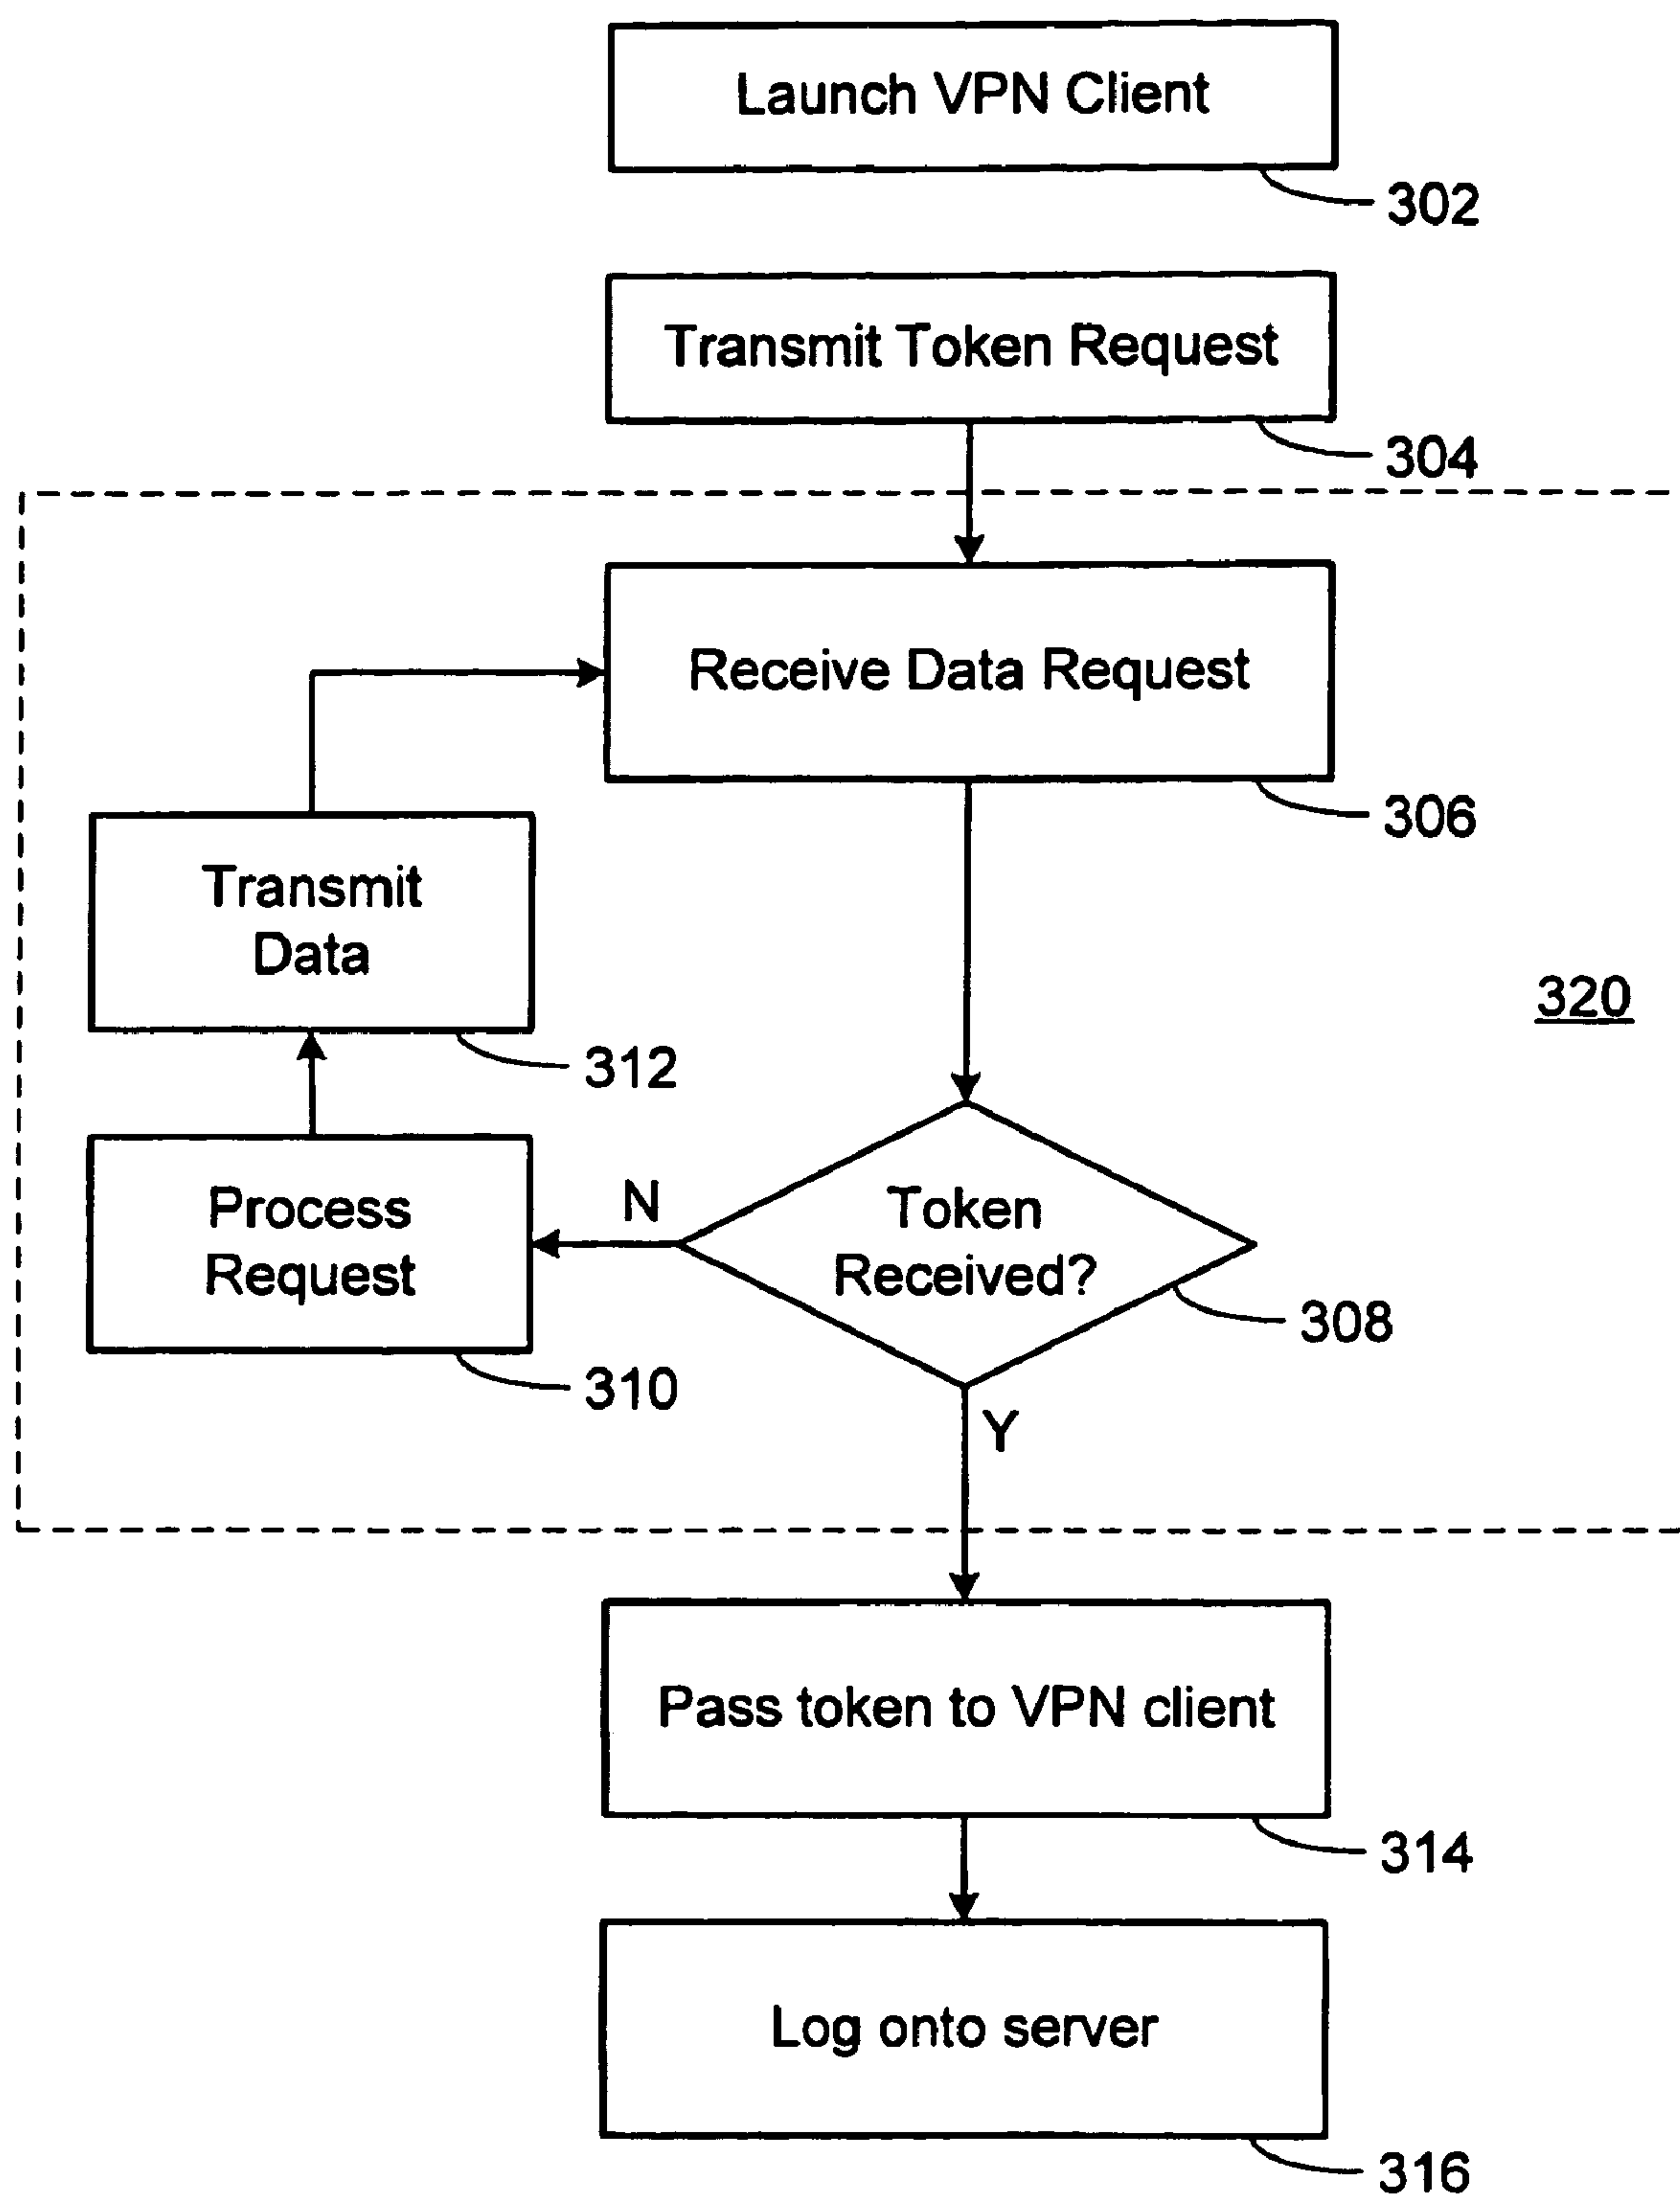 Launch VPN Client
302
Transmit Token Request
304
Receive Data Request
306
Transmit
Data
312
320
Process
Request
310
N
Token
Received?
308
Y
Pass token to VPN client
314
Log onto server
316